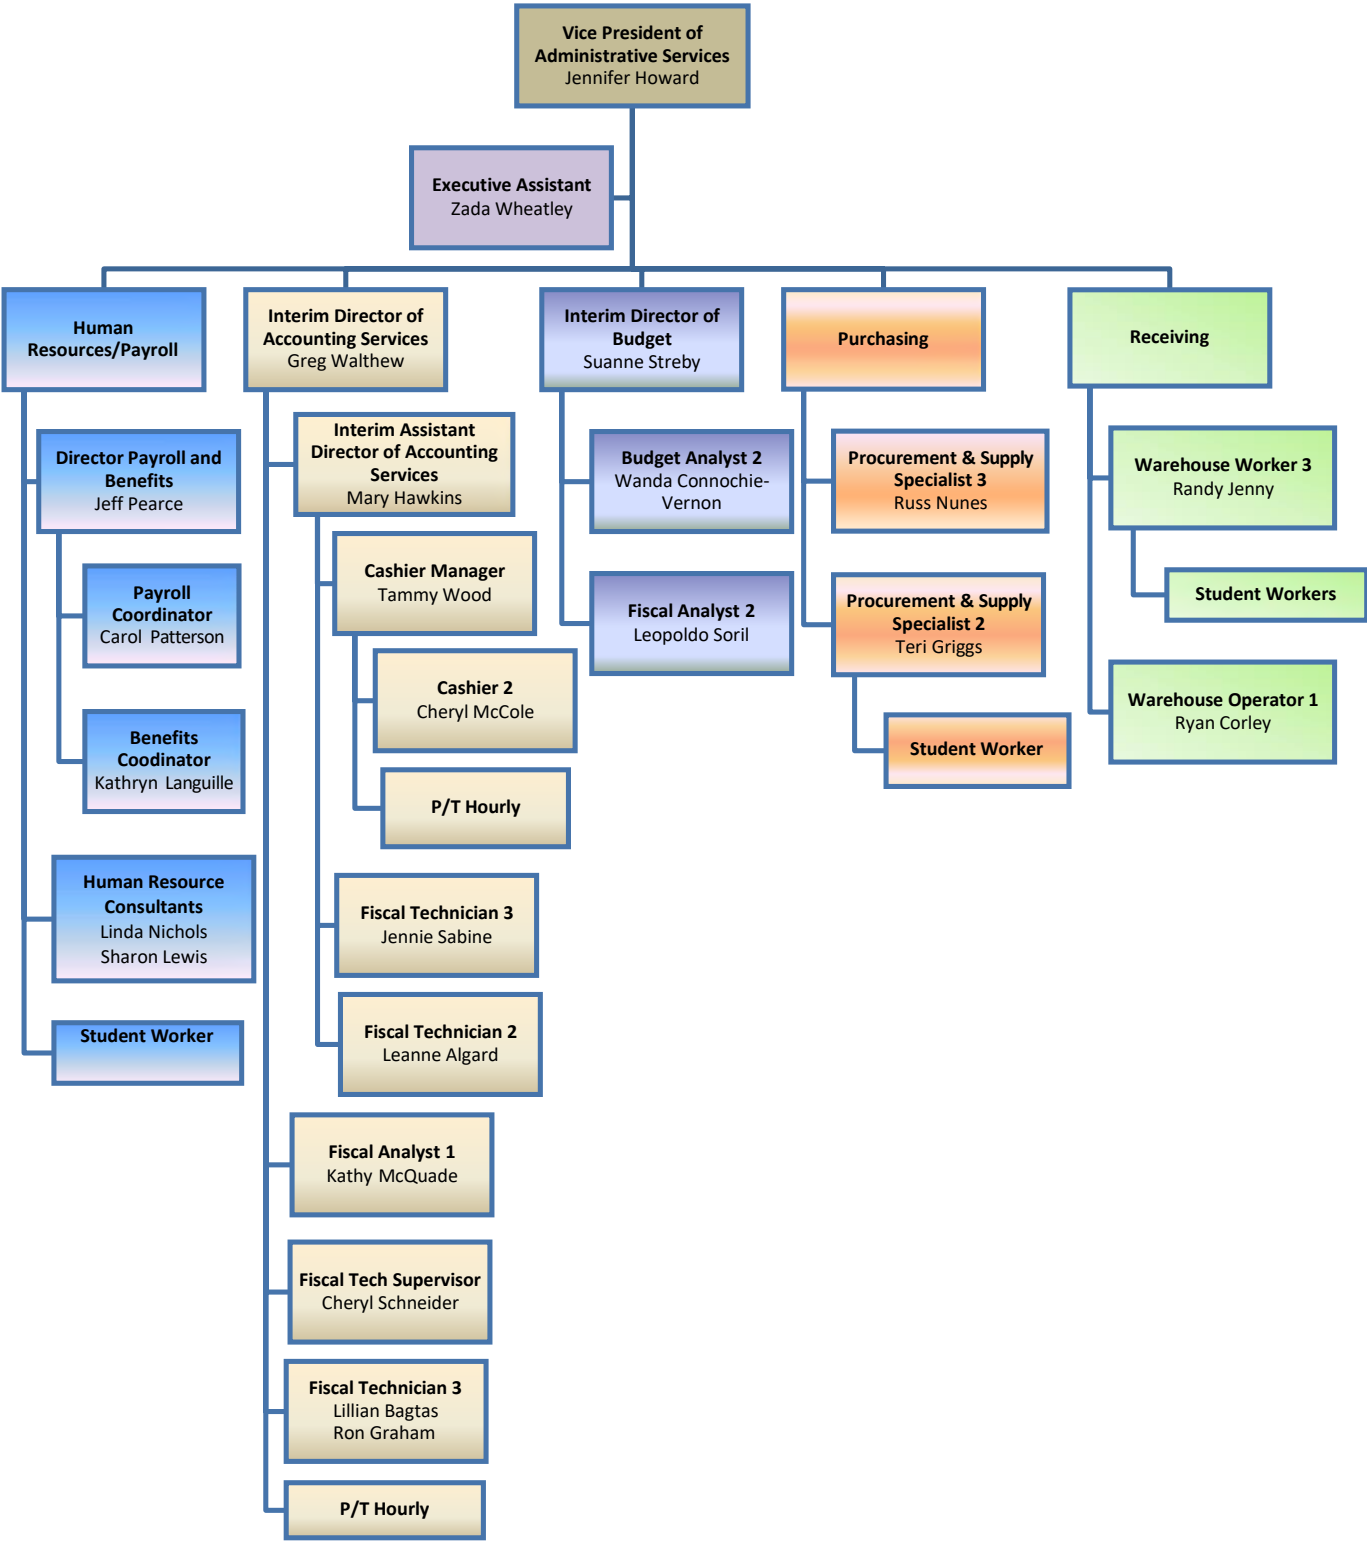 Vice President of
Administrative Services
Jennifer Howard
Executive Assistant
Zada Wheatley
Human
Resources/Payroll
Director Payroll and
Benefits
Jeff Pearce
Payroll
Coordinator
Carol Patterson
Benefits
Coodinator
Kathryn Languille
Human Resource
Consultants
Linda Nichols
Sharon Lewis
Student Worker
Interim Director of
Accounting Services
Greg Walthew
Interim Assistant
Director of Accounting
Services
Mary Hawkins
Cashier Manager
Tammy Wood
Cashier 2
Cheryl McCole
P/T Hourly
Fiscal Technician 3
Jennie Sabine
Fiscal Technician 2
Leanne Algard
Fiscal Analyst 1
Kathy McQuade
Fiscal Tech Supervisor
Cheryl Schneider
Fiscal Technician 3
Lillian Bagtas
Ron Graham
P/T Hourly
Interim Director of
Budget
Suanne Streby
Budget Analyst 2
Wanda Connochie-
Vernon
Fiscal Analyst 2
Leopoldo Soril
Purchasing
Procurement & Supply
Specialist 3
Russ Nunes
Procurement & Supply
Specialist 2
Teri Griggs
Student Worker
Receiving
Warehouse Worker 3
Randy Jenny
Student Workers
Warehouse Operator 1
Ryan Corley